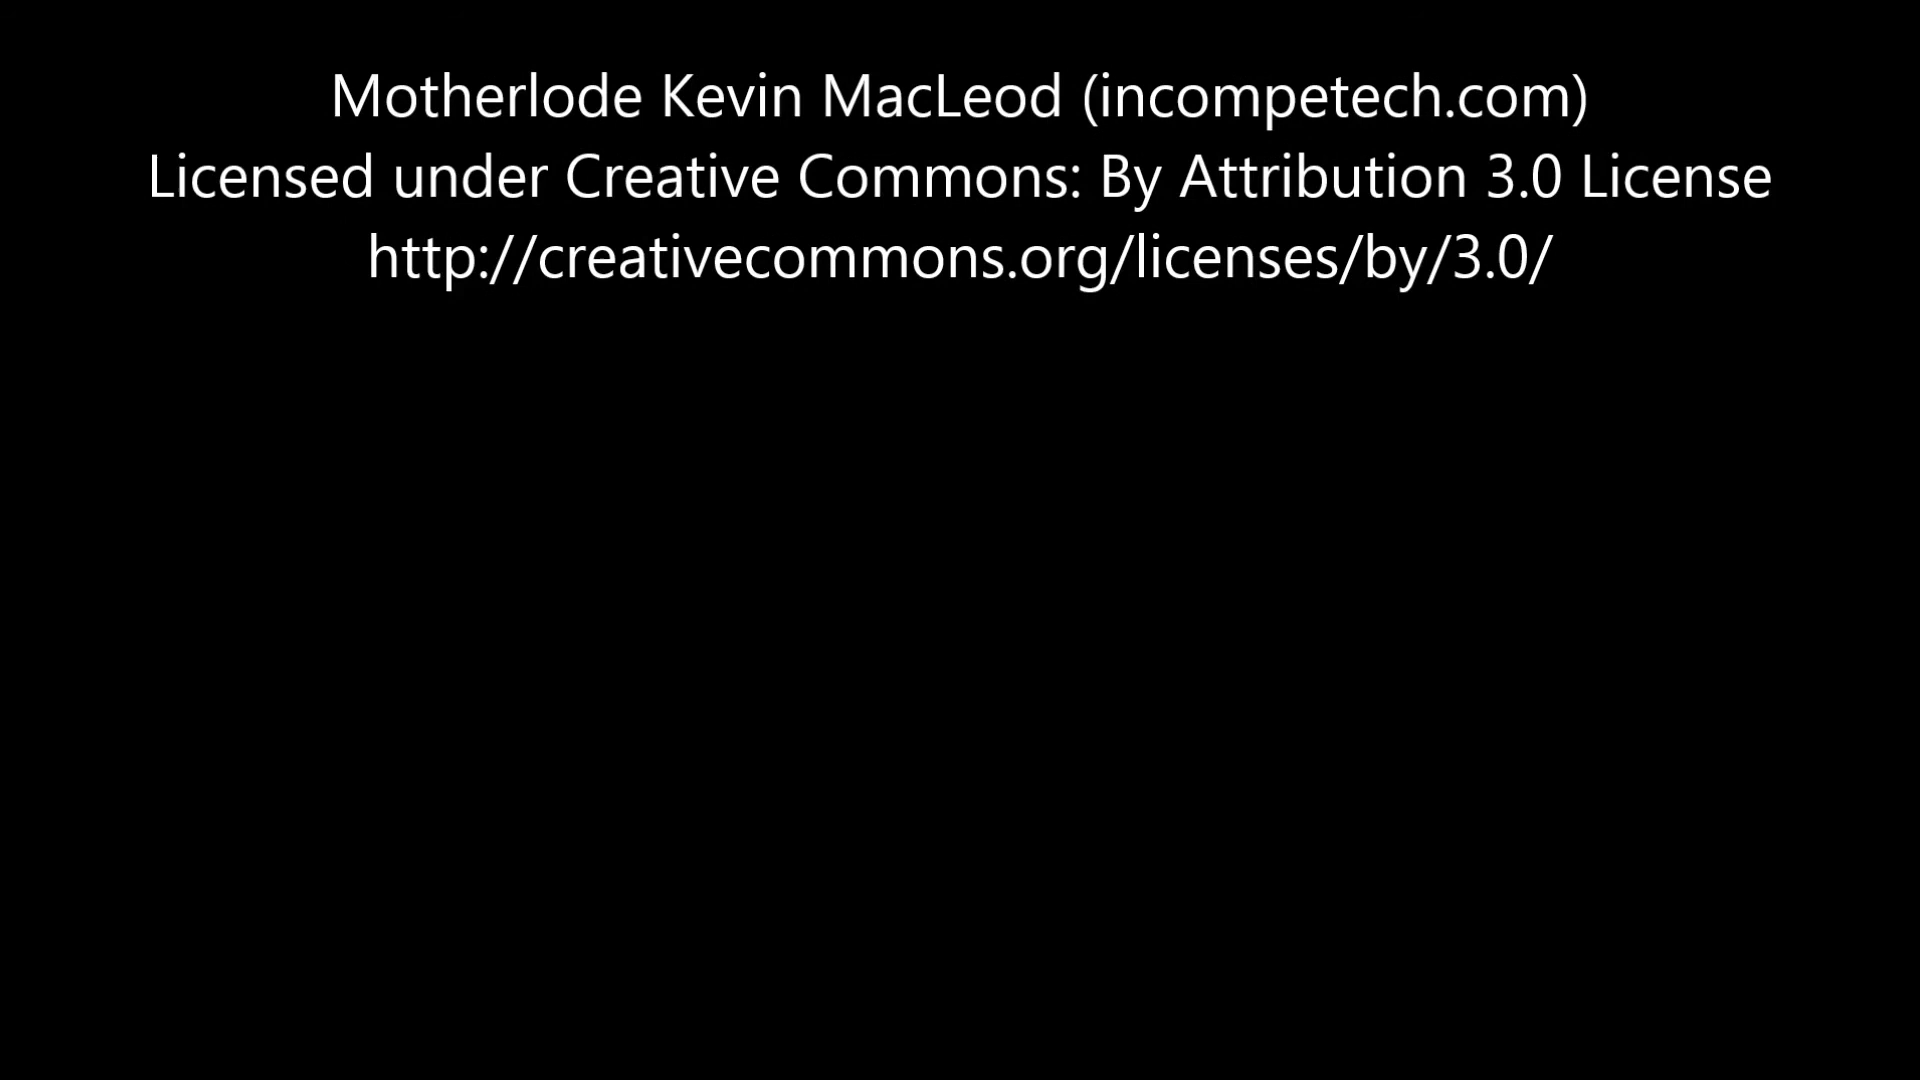 Motherlode Kevin MacLeod (incompetech.com)
Licensed under Creative Commons: By Attribution 3.0 License
http://creativecommons.org/licenses/by/3.0/